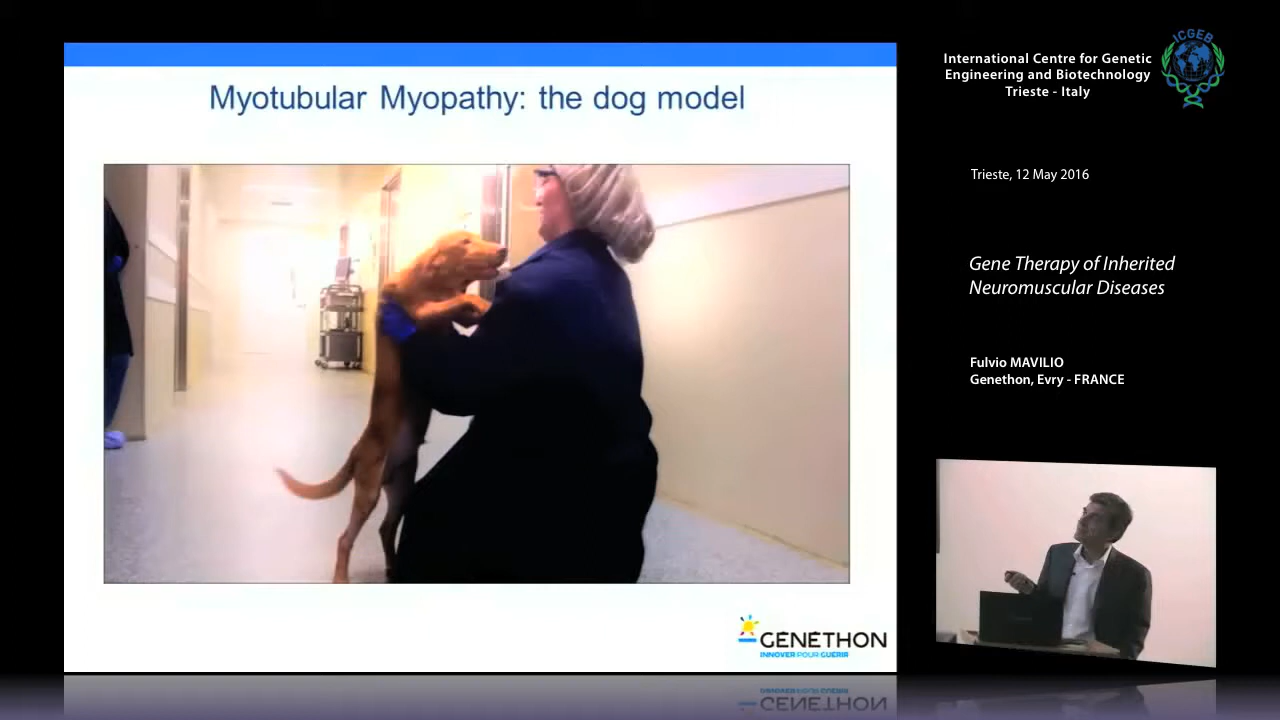 Myotubular Myopathy: the dog model
GENETHON
INNOVER POUR GUÉRIR
International Centre for Genetic
Engineering and Biotechnology
Trieste - Italy
ICGEB
Trieste, 12 May 2016
Gene Therapy of Inherited
Neuromuscular Diseases
Fulvio MAVILIO
Genethon, Evry - FRANCE